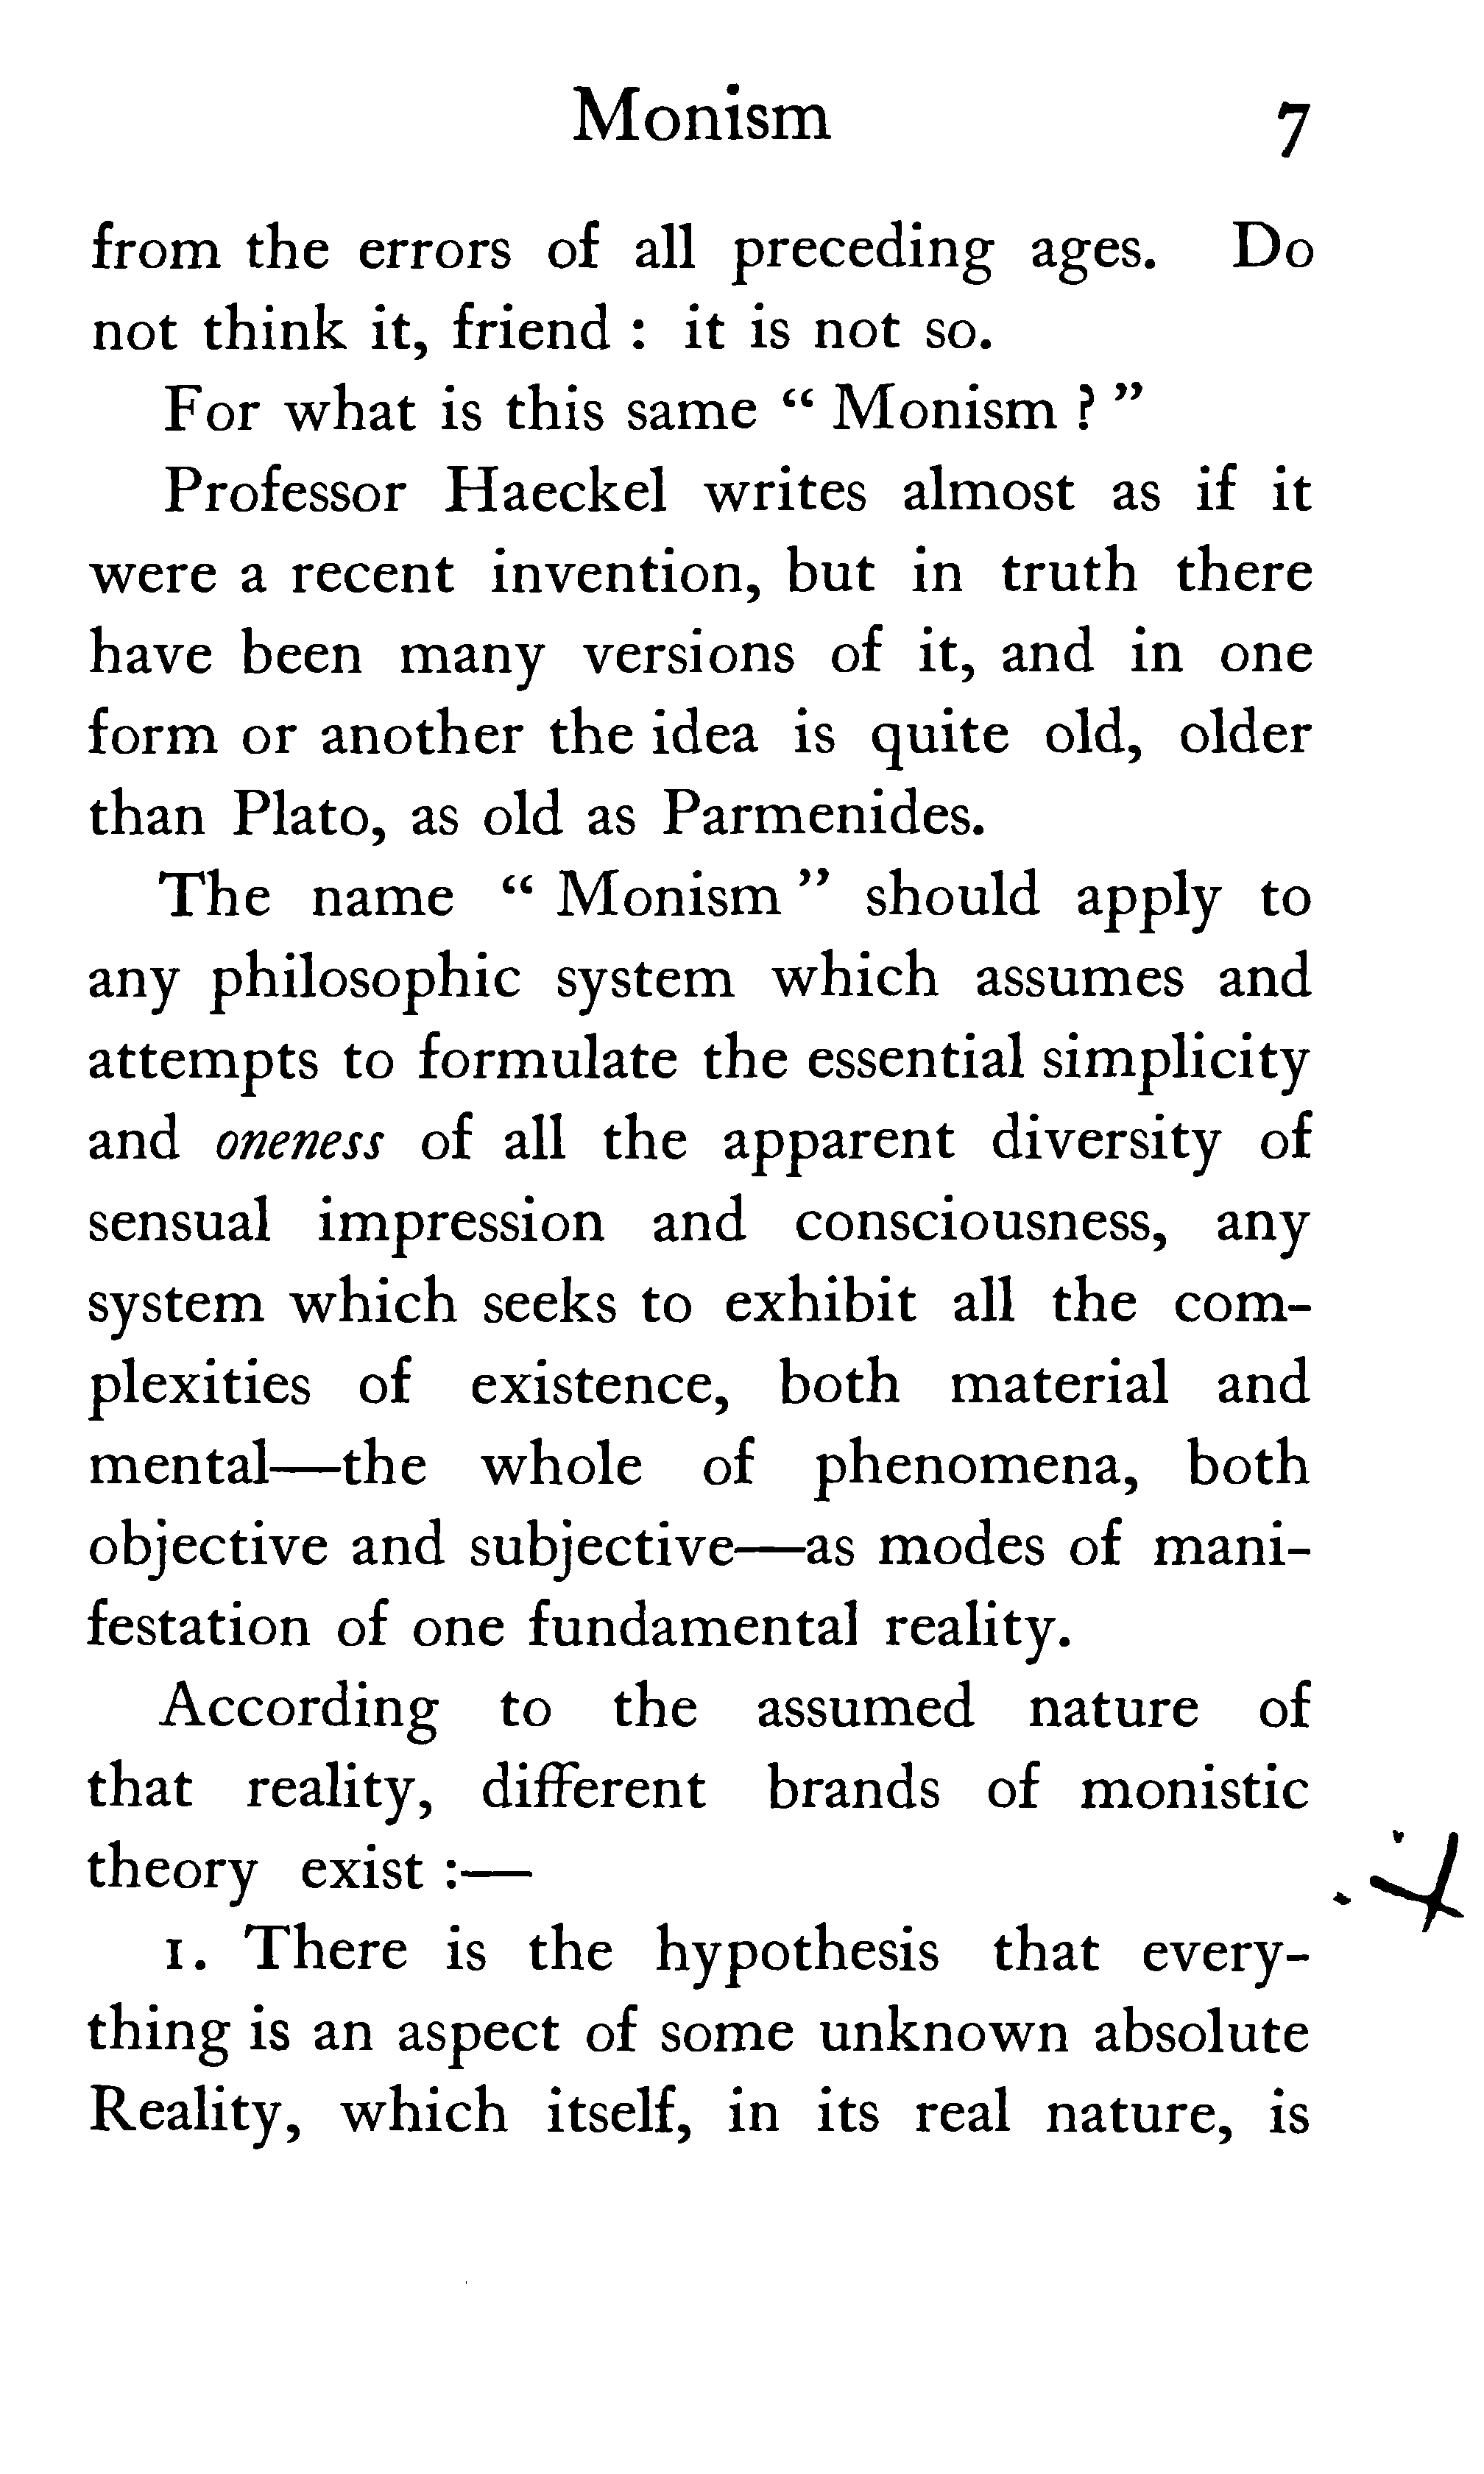 Monism 7
from the errors of all preceding ages. Do
not think it, friend : it is not so.
For what is this same “ Monism ? ”
Professor Haeckel writes almost as if it
were a recent invention, but in truth there
have been many versions of it, and in one
form or another the idea is quite old, older
than Plato, as old as Parmenides.
The name “ Monism ” should apply to
any philosophic system which assumes and
attempts to formulate the essential simplicity
and oneness of all the apparent diversity of
sensual impression and consciousness, any
system which seeks to exhibit all the com-
plexities of existence, both material and
mental—the whole of phenomena, both
objective and subjective—as modes of mani-
festation of one fundamental reality.
According to the assumed nature of
that reality, different brands of monistic
theory exist :—
1. There is the hypothesis that every-
thing is an aspect of some unknown absolute
Reality, which itself, in its real nature, is